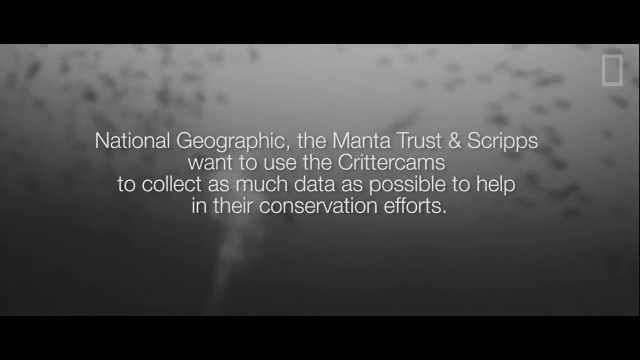 National Geographic, the Manta Trust & Scripps
want to use the Crittercams
to collect as much data as possible to help
in their conservation efforts.